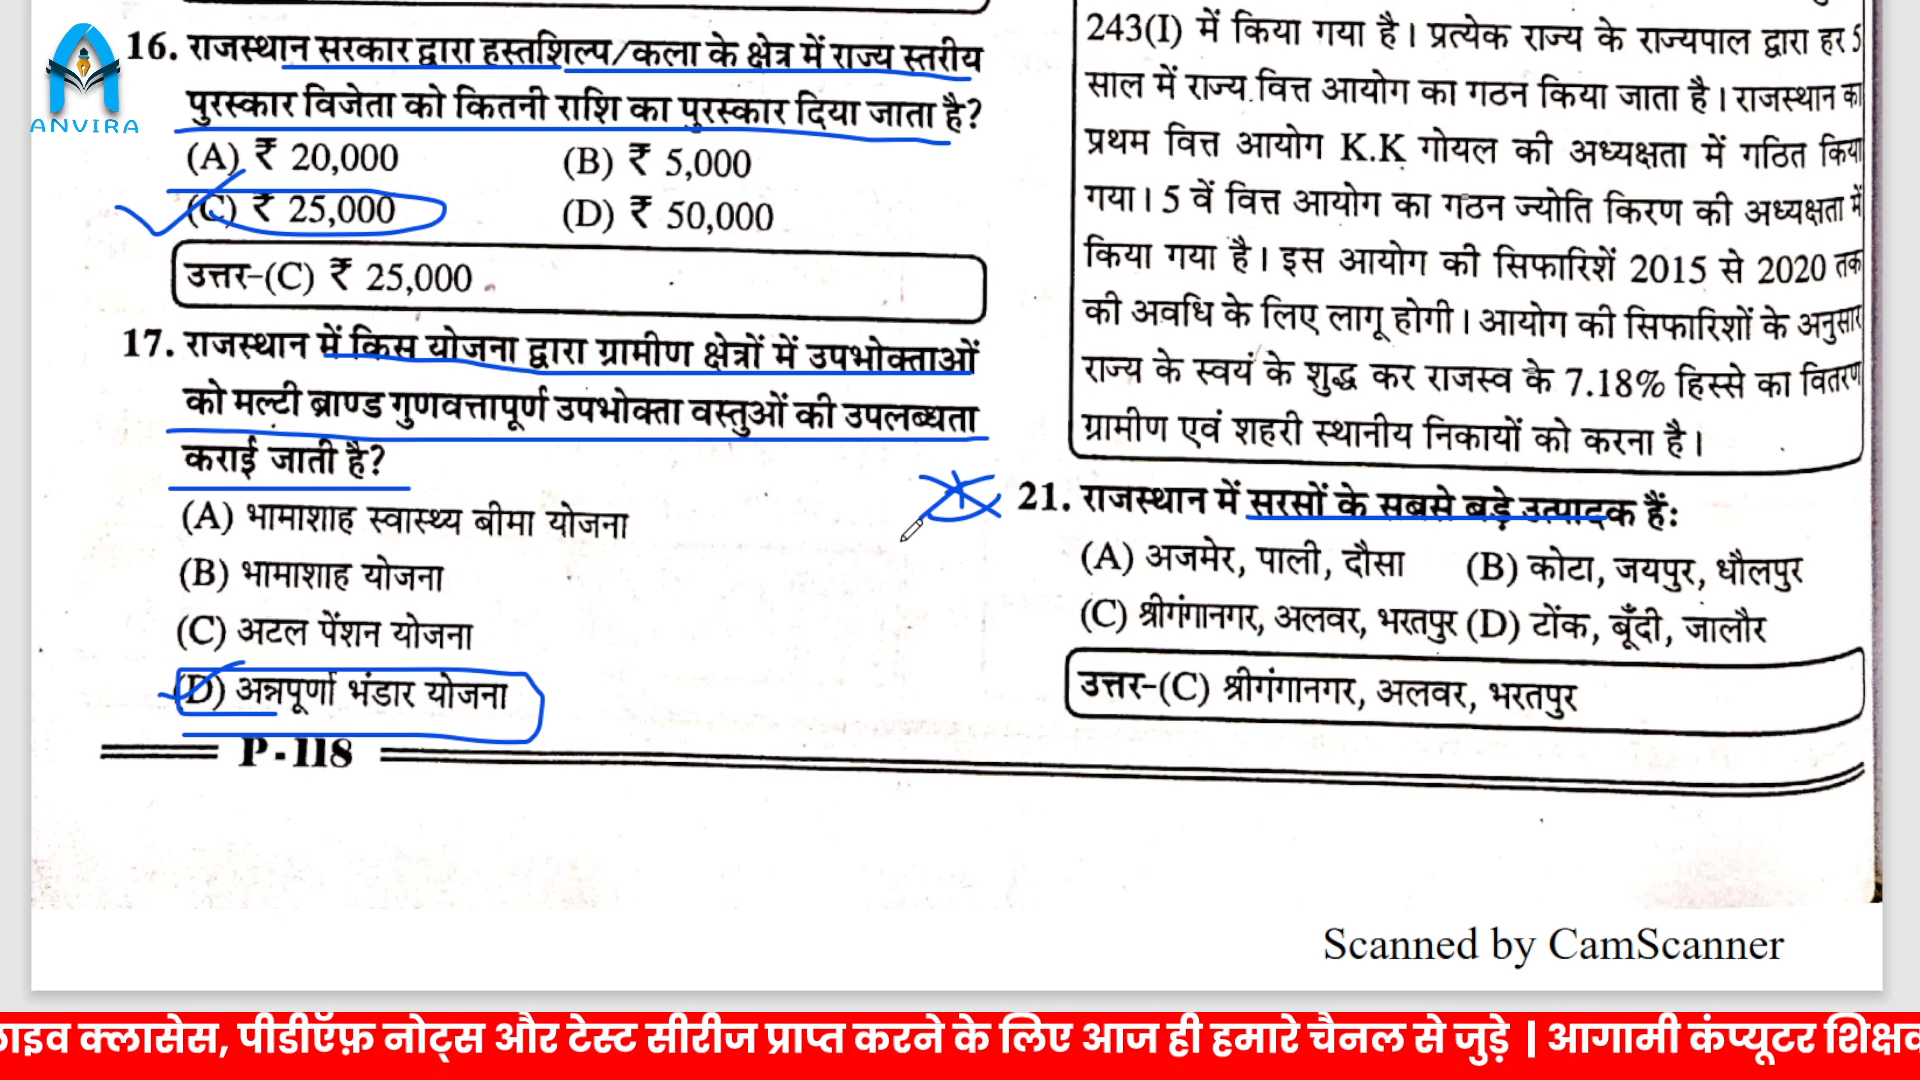 ANVIRA
16. राजस्थान सरकार द्वारा हस्तशिल्प/कला के क्षेत्र में राज्य स्तरीय
पुरस्कार विजेता को कितनी राशि का पुरस्कार दिया जाता है?
(A) ₹ 20,000 (B) ₹ 5,000
(C) ₹ 25,000 (D) ₹ 50,000
उत्तर-(C) ₹ 25,000
17. राजस्थान में किस योजना द्वारा ग्रामीण क्षेत्रों में उपभोक्ताओं
को मल्टी ब्राण्ड गुणवत्तापूर्ण उपभोक्ता वस्तुओं की उपलब्धता
कराई जाती है?
(A) भामाशाह स्वास्थ्य बीमा योजना
(B) भामाशाह योजना
(C) अटल पेंशन योजना
(D) अन्नपूर्णा भंडार योजना
P-118
243(I) में किया गया है। प्रत्येक राज्य के राज्यपाल द्वारा हर 5
साल में राज्य वित्त आयोग का गठन किया जाता है। राजस्थान का
प्रथम वित्त आयोग K.K गोयल की अध्यक्षता में गठित किया
गया। 5 वें वित्त आयोग का गठन ज्योति किरण की अध्यक्षता में
किया गया है। इस आयोग की सिफारिशें 2015 से 2020 तक
की अवधि के लिए लागू होगी। आयोग की सिफारिशों के अनुसार
राज्य के स्वयं के शुद्ध कर राजस्व के 7.18% हिस्से का वितरण
ग्रामीण एवं शहरी स्थानीय निकायों को करना है।
21. राजस्थान में सरसों के सबसे बड़े उत्पादक हैं:
(A) अजमेर, पाली, दौसा (B) कोटा, जयपुर, धौलपुर
(C) श्रीगंगानगर, अलवर, भरतपुर (D) टोंक, बूँदी, जालौर
उत्तर-(C) श्रीगंगानगर, अलवर, भरतपुर
Scanned by CamScanner
क्लासेस, पीडीऍफ़ नोट्स और टेस्ट सीरीज प्राप्त करने के लिए आज ही हमारे चैनल से जुड़े | आगामी कंप्यूटर